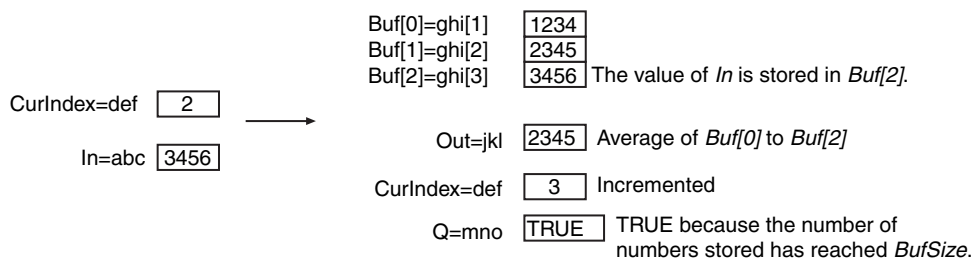 Buf[0]=ghi[1] 1234
Buf[1]=ghi[2] 2345
Buf[2]=ghi[3] 3456 The value of In is stored in Buf[2].
CurIndex=def 2
In=abc 3456
Out=jkl 2345 Average of Buf[0] to Buf[2]
CurIndex=def 3 Incremented
Q=mno TRUE TRUE because the number of
numbers stored has reached BufSize.